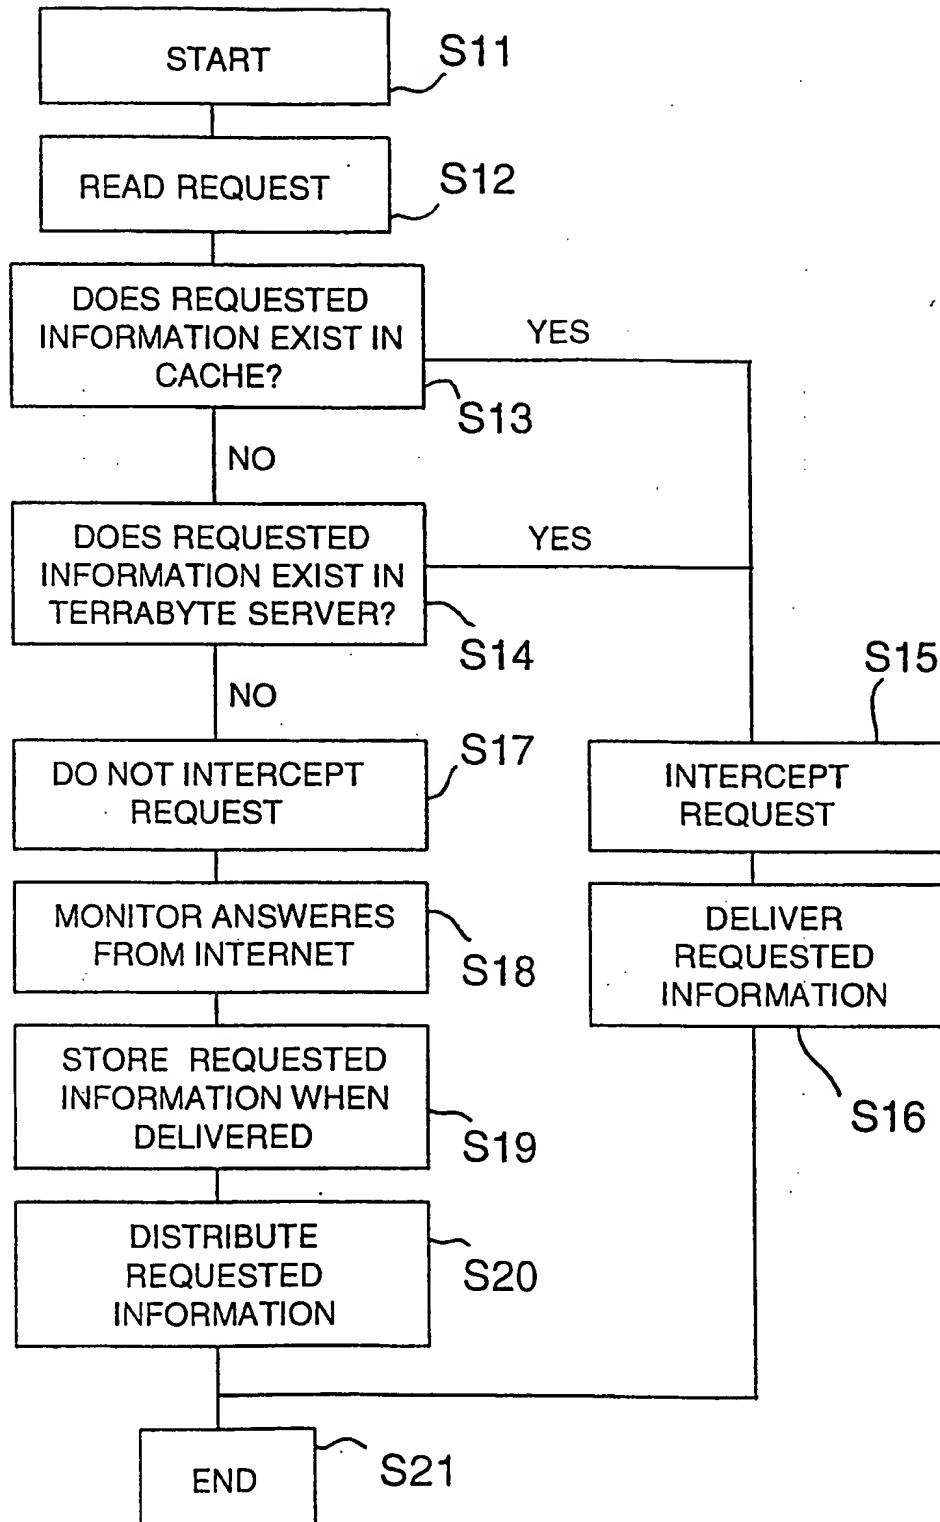 START
S11
READ REQUEST
S12
DOES REQUESTED
INFORMATION EXIST IN
CACHE?
YES
S13
NO
DOES REQUESTED
INFORMATION EXIST IN
TERRABYTE SERVER?
YES
S14
NO
S15
DO NOT INTERCEPT
REQUEST
S17
INTERCEPT
REQUEST
MONITOR ANSWERES
FROM INTERNET
S18
DELIVER
REQUESTED
INFORMATION
S16
STORE REQUESTED
INFORMATION WHEN
DELIVERED
S19
DISTRIBUTE
REQUESTED
INFORMATION
S20
END
S21